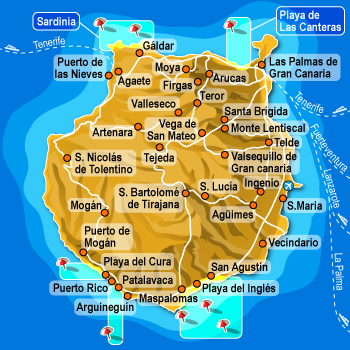 Sardinia
Playa de
Las Canteras
Tenerife
Gáldar
Puerto de
las Nieves
Moya
Las Palmas de
Gran Canaria
Agaete
Firgas
Arucas
Teror
Tenerife
Valleseco
Santa Brigida
Fuerteventura
Artenara
Vega de
San Mateo
Monte Lentiscal
Telde
Lanzarote
S. Nicolás
de Tolentino
Tejeda
Valsequillo de
Gran canaria
S. Bartolomé
de Tirajana
S. Lucía
Ingenio
S.Maria
Mogán
Agüimes
La Palma
Puerto de
Mogán
Vecindario
Playa del Cura
San Agustín
Puerto Rico
Patalavaca
Playa del Inglés
Maspalomas
Arguineguín